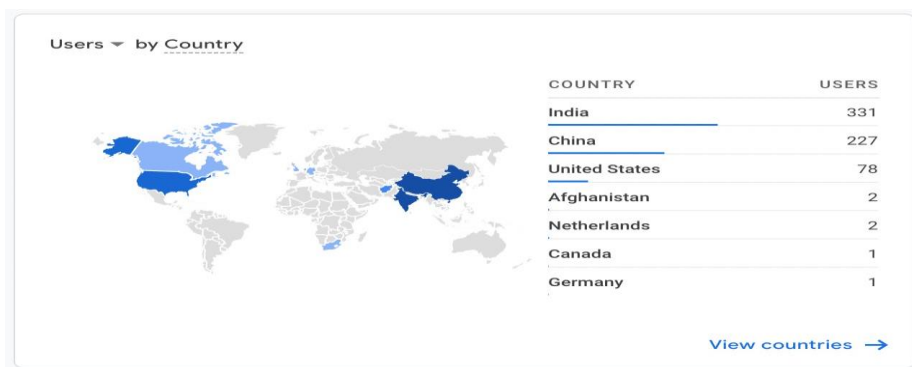 Users by Country
COUNTRY USERS
India 331
China 227
United States 78
Afghanistan 2
Netherlands 2
Canada 1
Germany 1
View countries →